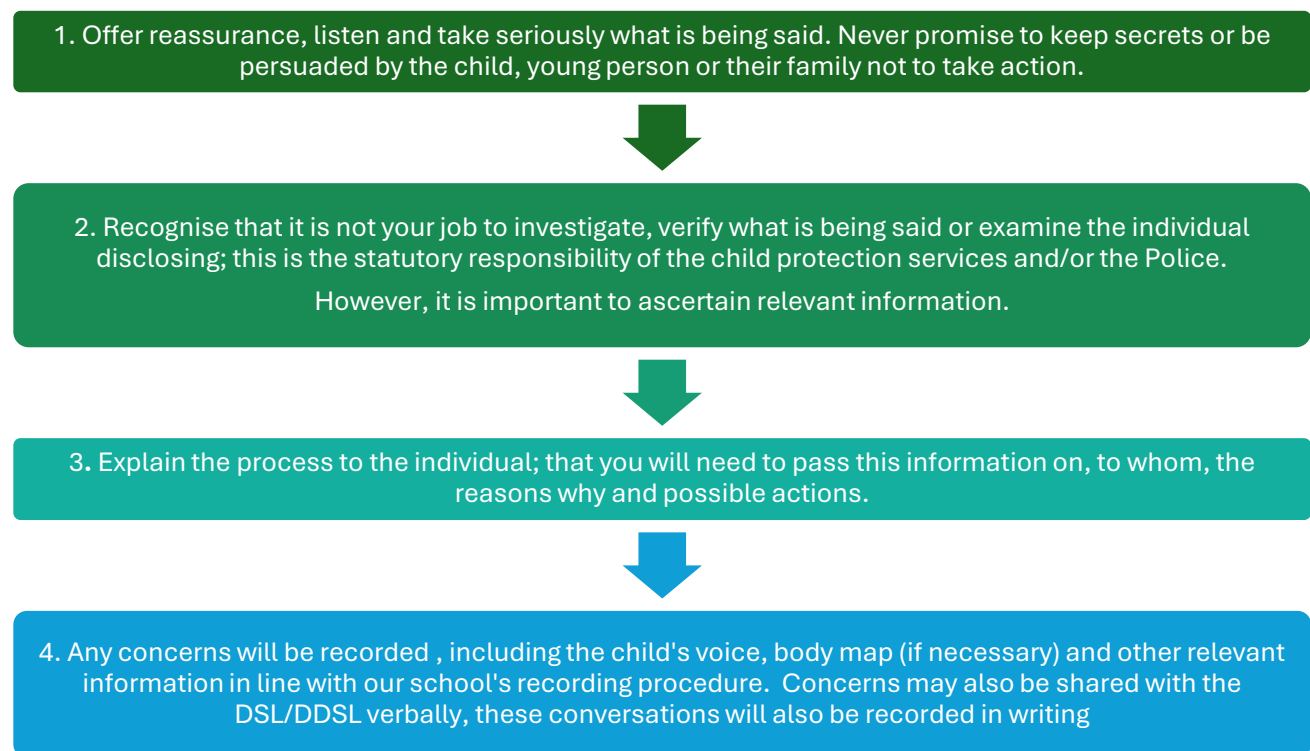 1. Offer reassurance, listen and take seriously what is being said. Never promise to keep secrets or be
persuaded by the child, young person or their family not to take action.
2. Recognise that it is not your job to investigate, verify what is being said or examine the individual
disclosing; this is the statutory responsibility of the child protection services and/or the Police.
However, it is important to ascertain relevant information.
3. Explain the process to the individual; that you will need to pass this information on, to whom, the
reasons why and possible actions.
4. Any concerns will be recorded , including the child's voice, body map (if necessary) and other relevant
information in line with our school's recording procedure.  Concerns may also be shared with the
DSL/DDSL verbally, these conversations will also be recorded in writing